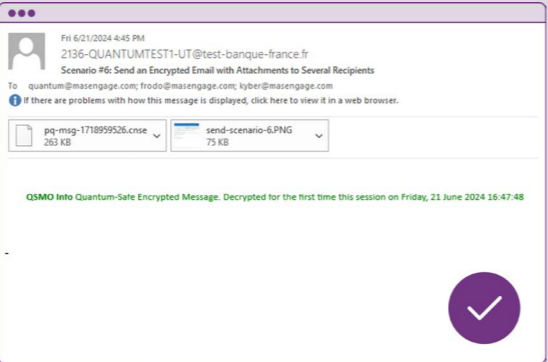 Fri 6/21/2024 4:45 PM
2136-QUANTUMTEST1-UT@test-banque-france.fr
Scenario #6: Send an Encrypted Email with Attachments to Several Recipients
To quantum@masengage.com; frodo@masengage.com; kyber@masengage.com
If there are problems with how this message is displayed, click here to view it in a web browser.
pq-msg-1718959526.cnse
263 KB
send-scenario-6.PNG
75 KB
QSMO Info Quantum-Safe Encrypted Message. Decrypted for the first time this session on Friday, 21 June 2024 16:47:48
-